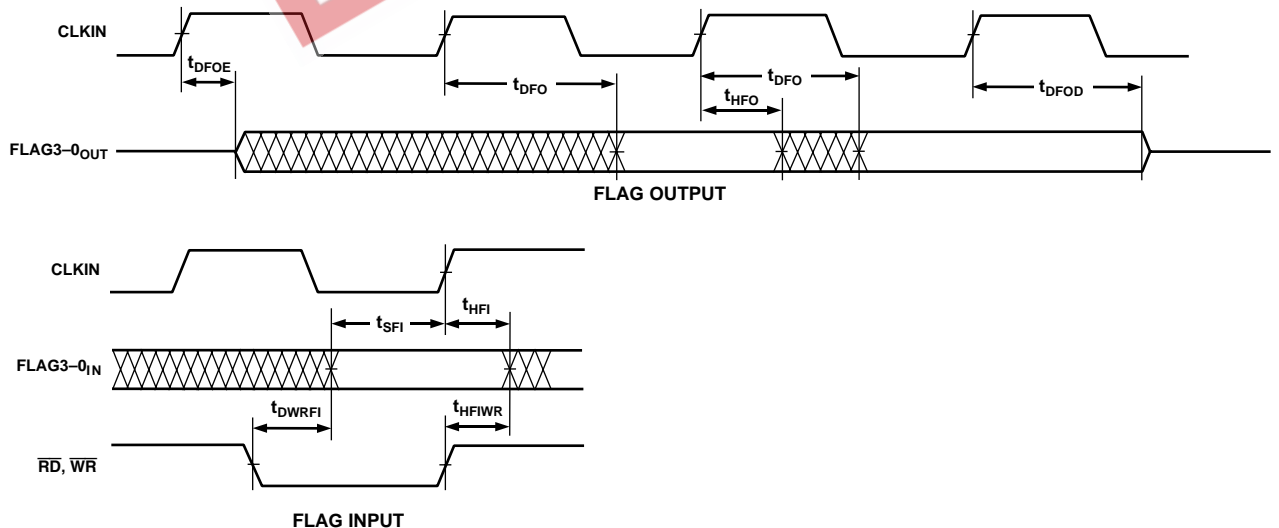 CLKIN
tDFOE
tDFO
tDFO
tHFO
tDFOD
FLAG3–0OUT
FLAG OUTPUT
CLKIN
tSFI
tHFI
FLAG3–0IN
tDWRFI
tHFIWR
RD, WR
FLAG INPUT